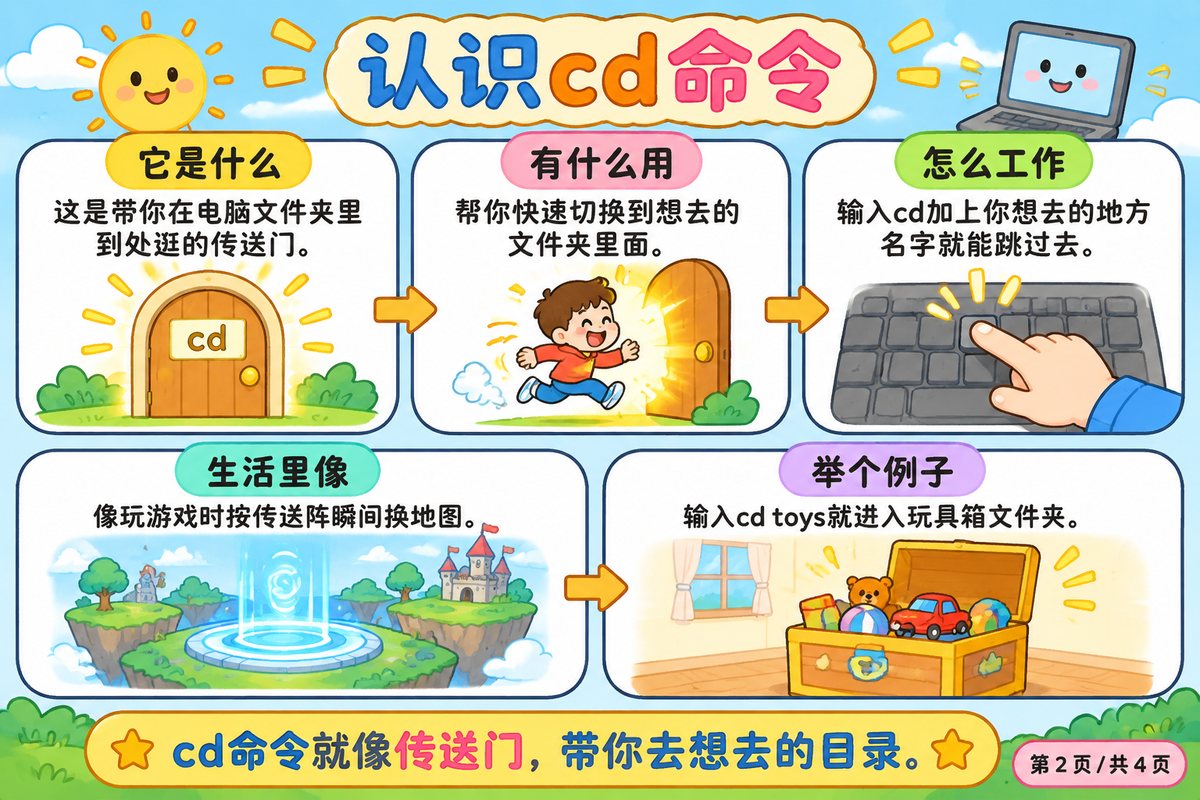 认识cd命令
它是什么
这是带你在电脑文件夹里
到处逛的传送门。
cd
有什么用
帮你快速切换到想去的
文件夹里面。
怎么工作
输入cd加上你想去的地方
名字就能跳过去。
生活里像
像玩游戏时按传送阵瞬间换地图。
举个例子
输入cd toys就进入玩具箱文件夹。
cd命令就像传送门，带你去想去的目录。
第2页/共4页